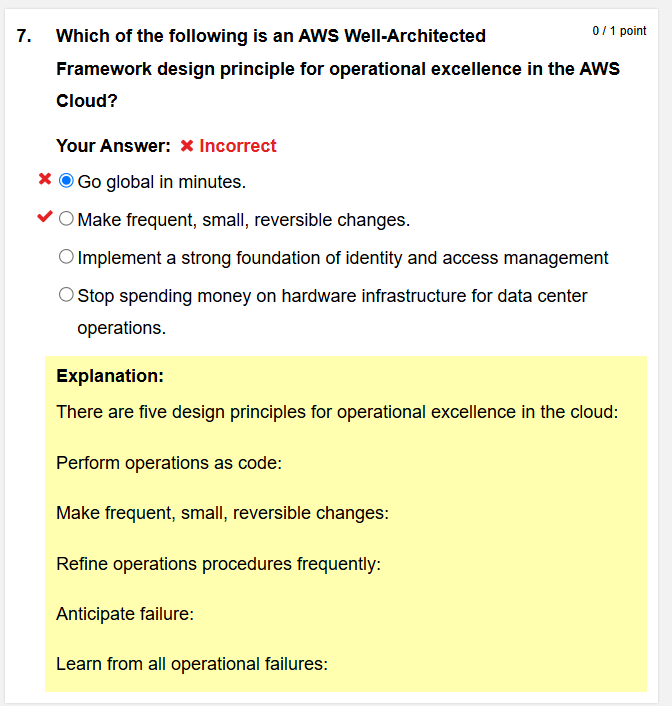 7. Which of the following is an AWS Well-Architected 0 / 1 point
Framework design principle for operational excellence in the AWS
Cloud?
Your Answer: ✖ Incorrect
Go global in minutes.
Make frequent, small, reversible changes.
Implement a strong foundation of identity and access management
Stop spending money on hardware infrastructure for data center
operations.
Explanation:
There are five design principles for operational excellence in the cloud:
Perform operations as code:
Make frequent, small, reversible changes:
Refine operations procedures frequently:
Anticipate failure:
Learn from all operational failures: